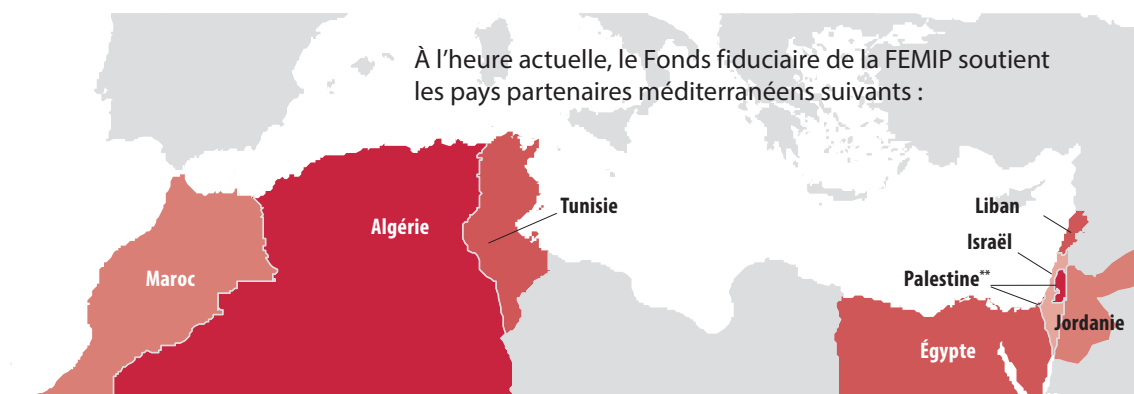 À l’heure actuelle, le Fonds fiduciaire de la FEMIP soutient
les pays partenaires méditerranéens suivants :
Tunisie
Liban
Algérie
Israël
Maroc
Palestine**
Jordanie
Égypte